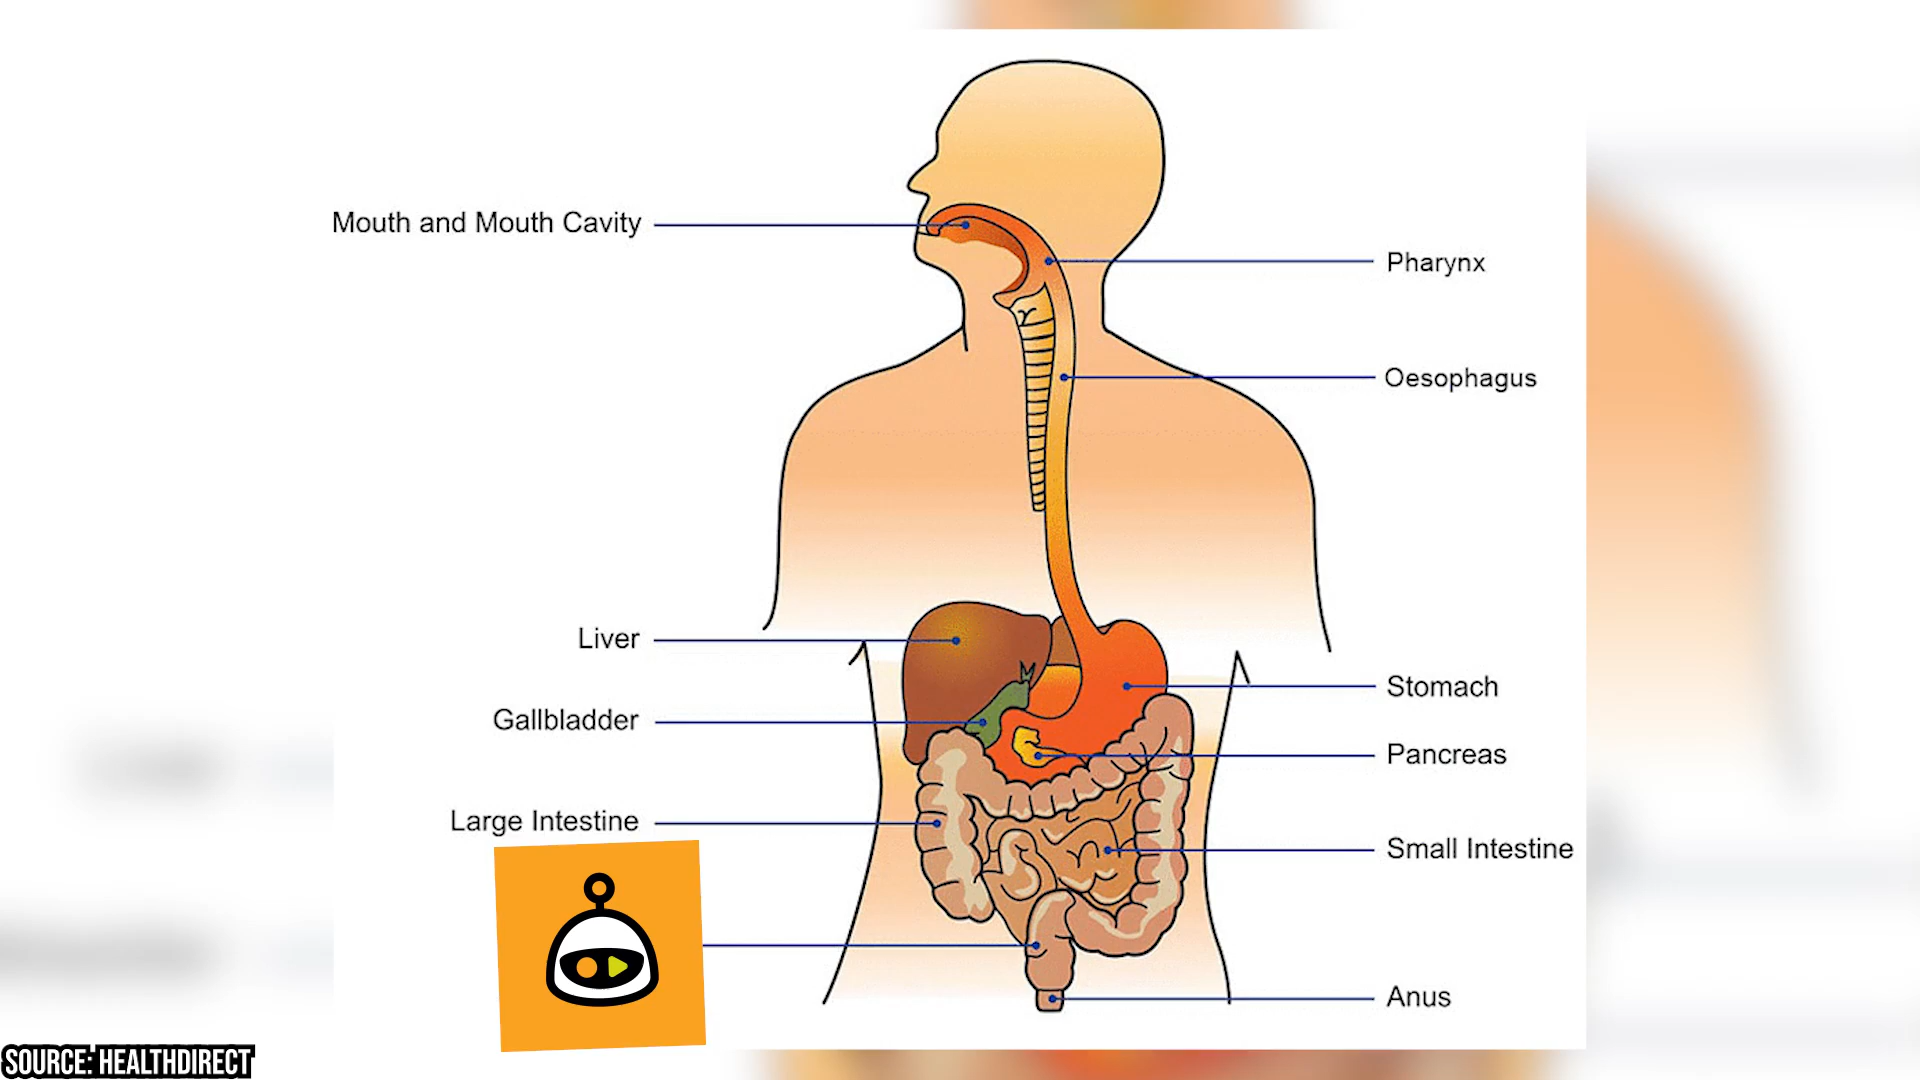 Mouth and Mouth Cavity
Pharynx
Oesophagus
Liver
Stomach
Gallbladder
Pancreas
Large Intestine
Small Intestine
Anus
SOURCE: HEALTHDIRECT